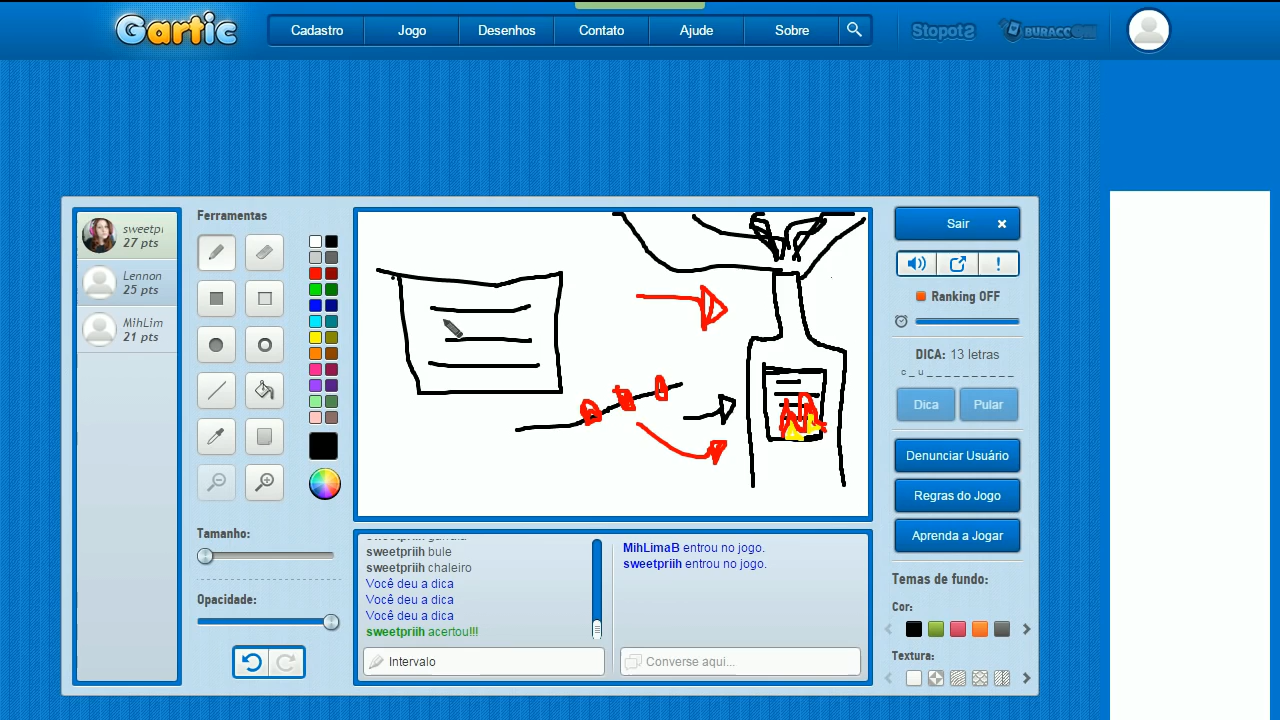 Gartic
Cadastro
Jogo
Desenhos
Contato
Ajude
Sobre
StopotS
BURACO
sweetpi
27 pts
Lennon
25 pts
MihLim
21 pts
Ferramentas
Tamanho:
Opacidade:
sweetpriih bule
sweetpriih chaleiro
Você deu a dica
Você deu a dica
Você deu a dica
sweetpriih acertou!!!
Intervalo
MihLimaB entrou no jogo.
sweetpriih entrou no jogo.
Converse aqui...
Sair ×
!
Ranking OFF
DICA: 13 letras
c _ u _ _ _ _ _ _ _ _ _ _
Dica
Pular
Denunciar Usuário
Regras do Jogo
Aprenda a Jogar
Temas de fundo:
Cor:
Textura: